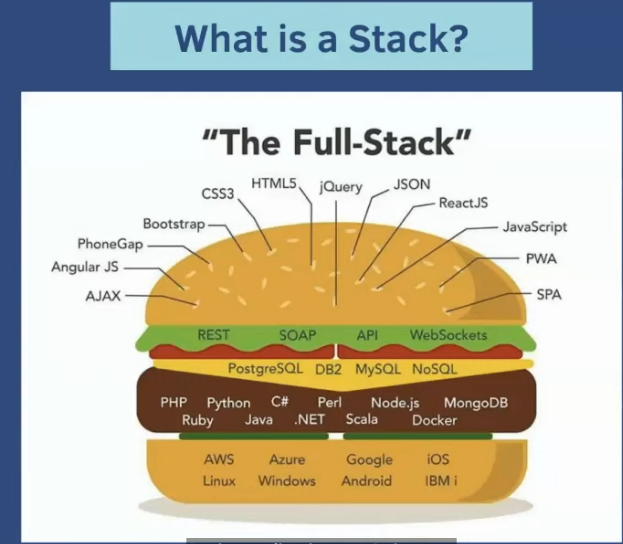 What is a Stack?
"The Full-Stack"
HTML5 jQuery JSON
CSS3 ReactJS
Bootstrap JavaScript
PhoneGap PWA
Angular JS
AJAX SPA
REST SOAP API WebSockets
PostgreSQL DB2 MySQL NoSQL
PHP Python C# Perl Node.js MongoDB
Ruby Java .NET Scala Docker
AWS Azure Google iOS
Linux Windows Android IBM i